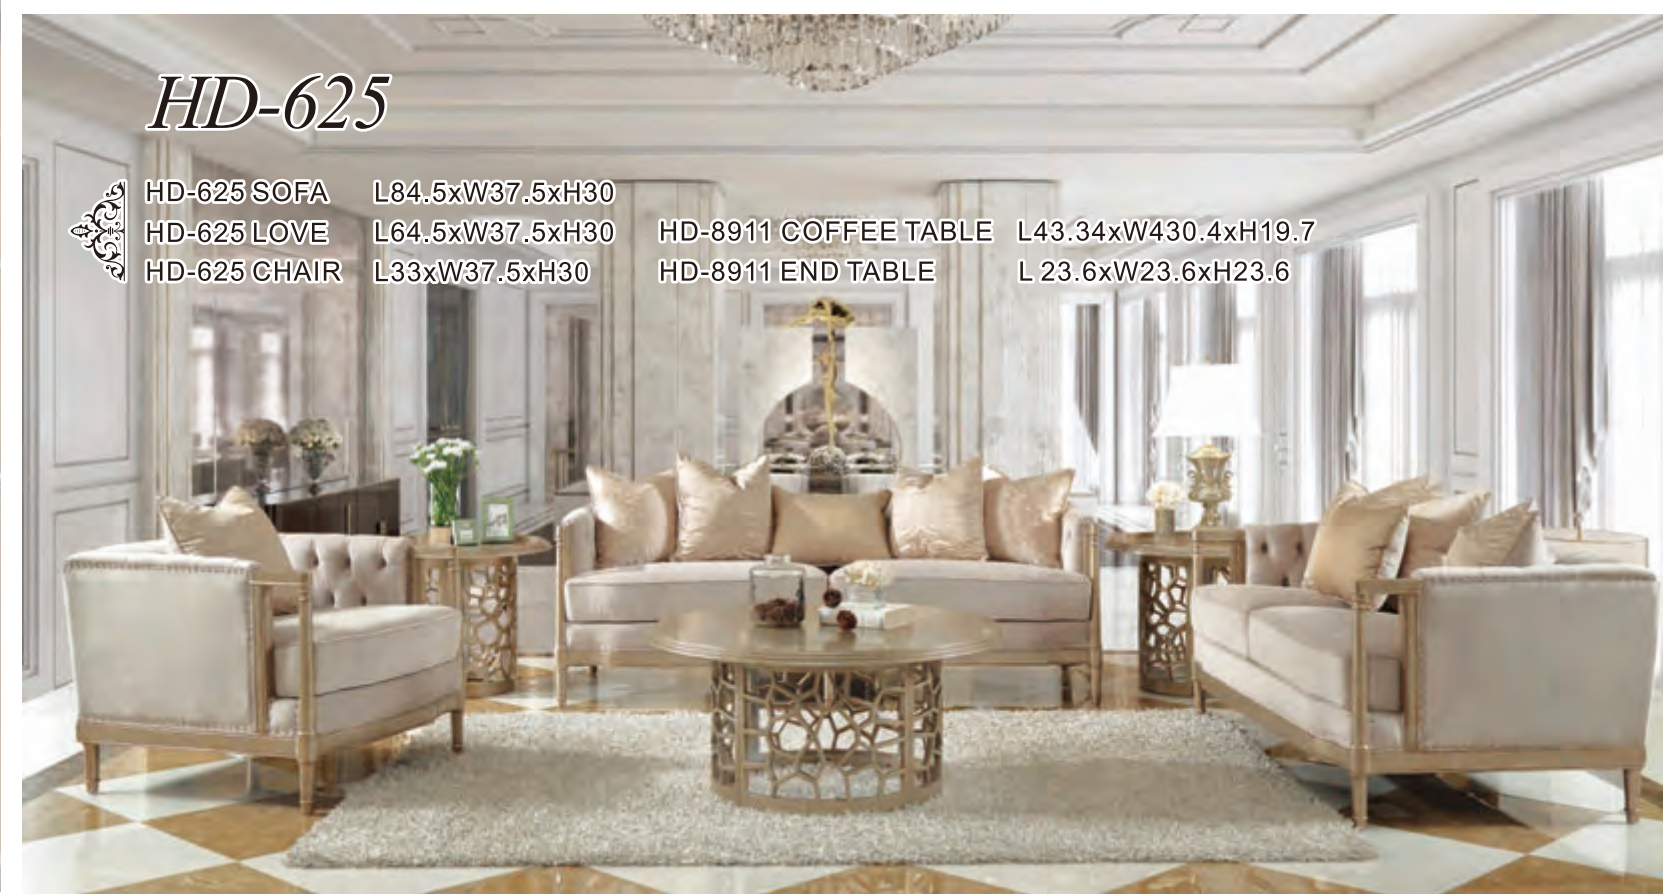 HD-625
HD-625 SOFA L84.5xW37.5xH30
HD-625 LOVE L64.5xW37.5xH30
HD-625 CHAIR L33xW37.5xH30
HD-8911 COFFEE TABLE L43.34xW430.4xH19.7
HD-8911 END TABLE L 23.6xW23.6xH23.6